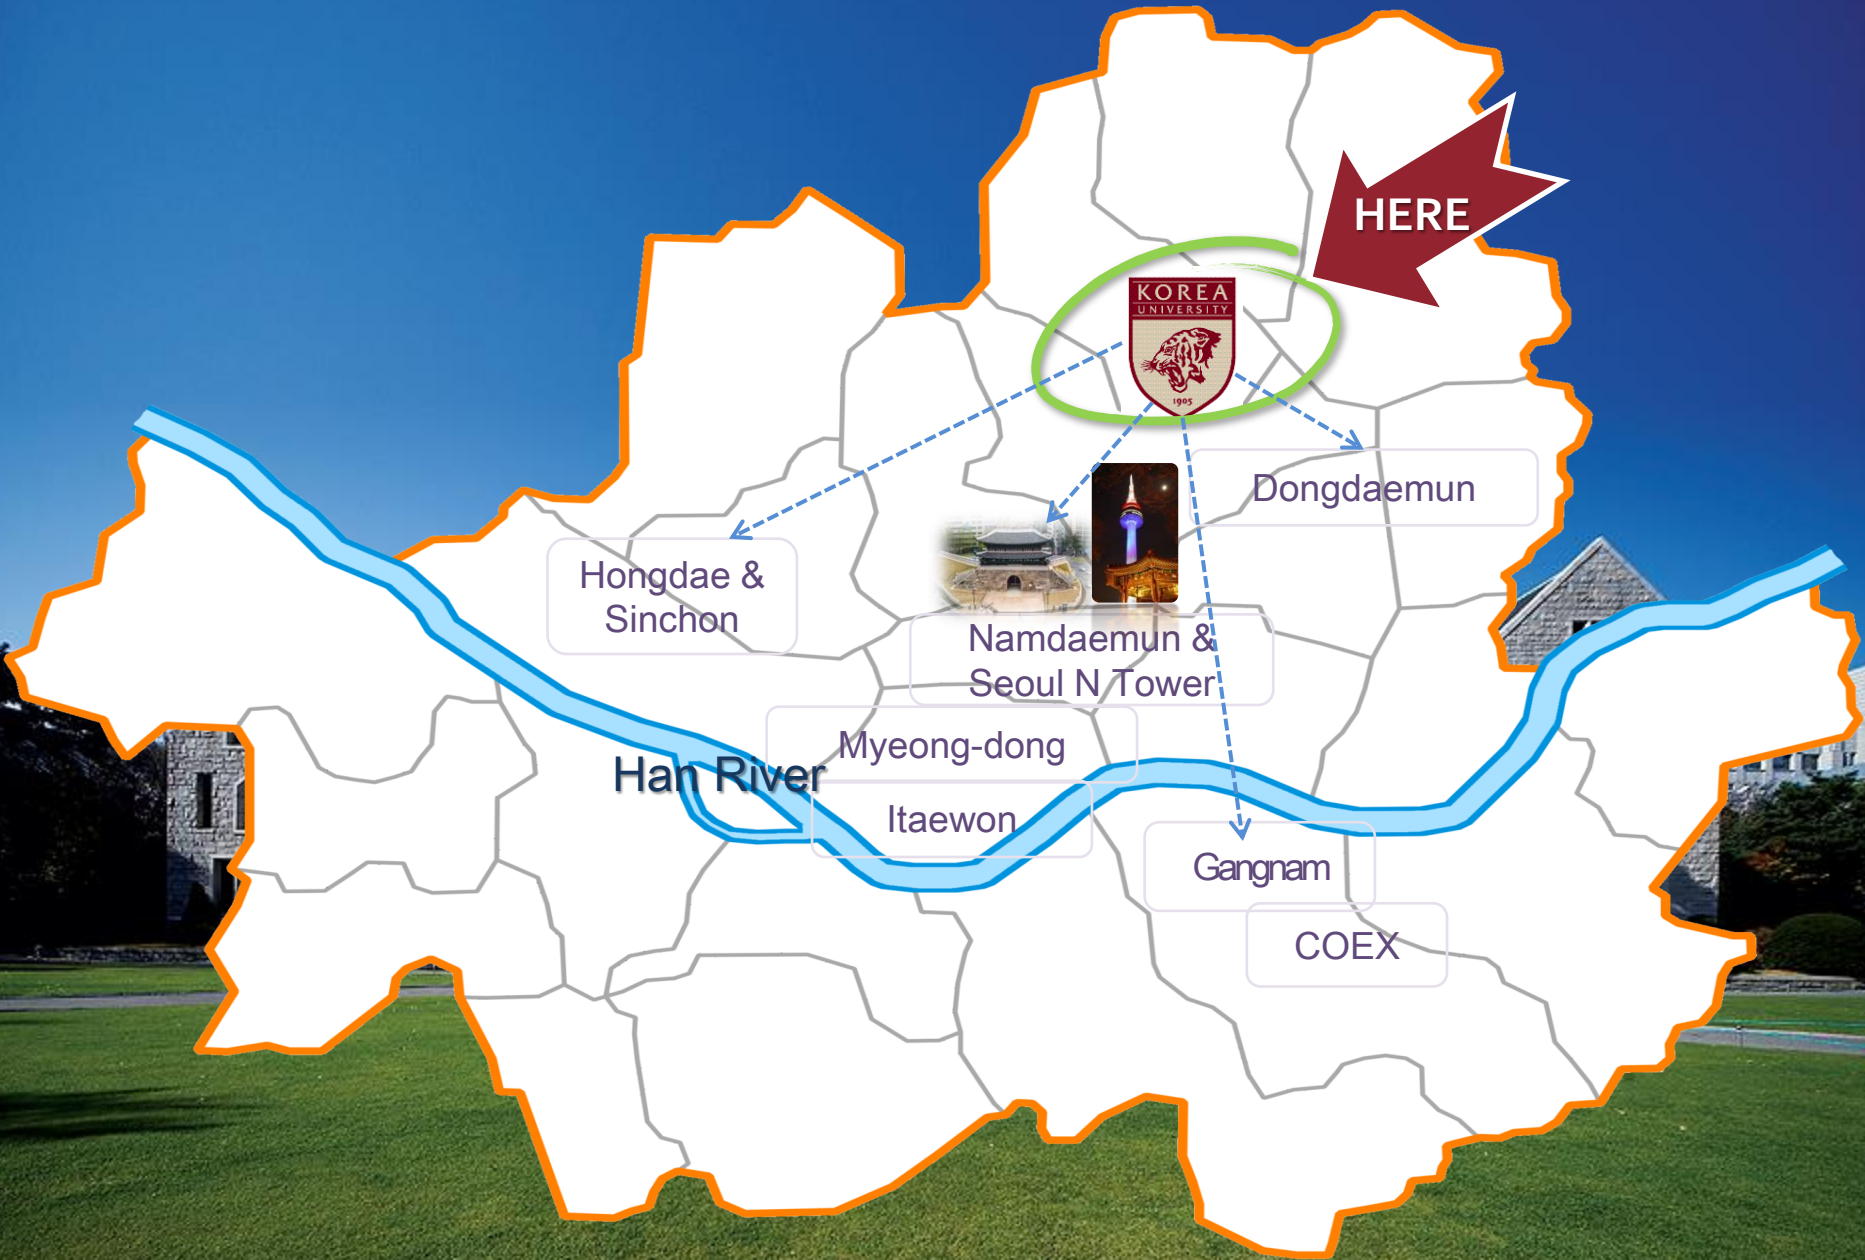 HERE
KOREA
UNIVERSITY
1905
Dongdaemun
Hongdae &
Sinchon
Namdaemun &
Seoul N Tower
Myeong-dong
Han River
Itaewon
Gangnam
COEX